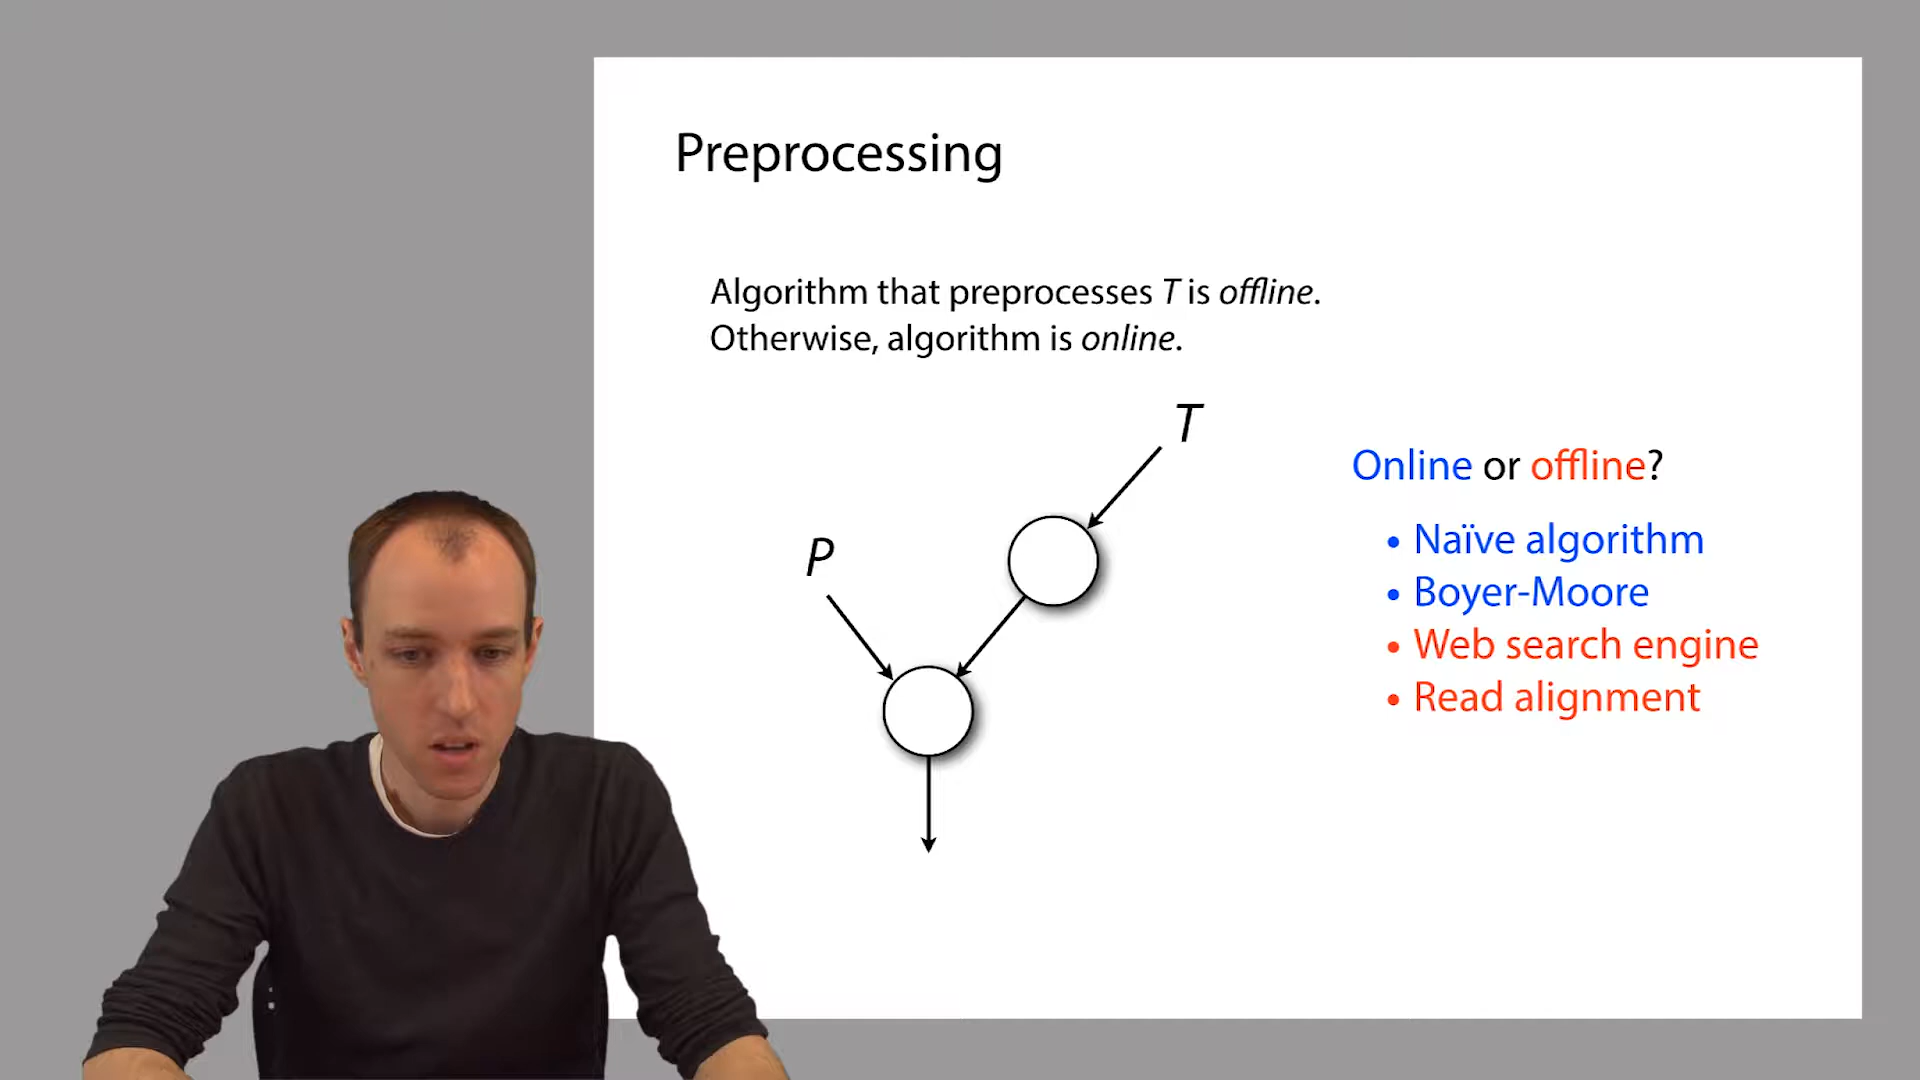 Preprocessing
Algorithm that preprocesses T is offline.
Otherwise, algorithm is online.
T
P
Online or offline?
• Naïve algorithm
• Boyer-Moore
• Web search engine
• Read alignment